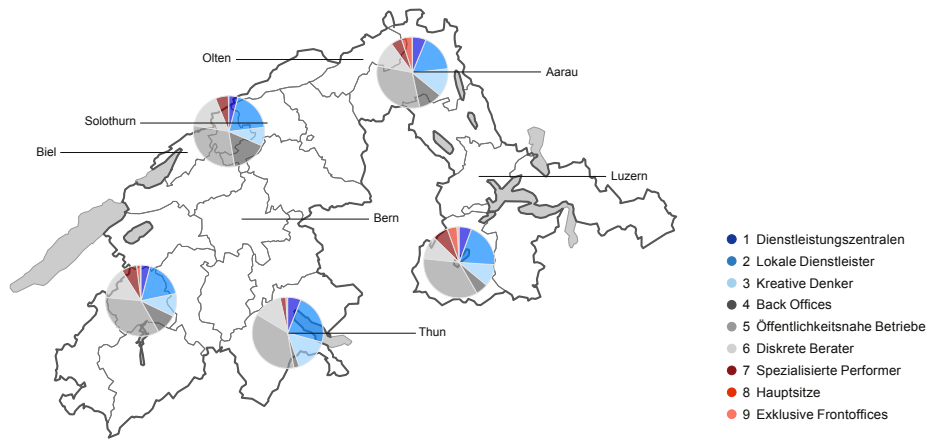 Olten
Aarau
Solothurn
Biel
Luzern
Bern
Thun
1 Dienstleistungszentralen
2 Lokale Dienstleister
3 Kreative Denker
4 Back Offices
5 Öffentlichkeitsnahe Betriebe
6 Diskrete Berater
7 Spezialisierte Performer
8 Hauptsitze
9 Exklusive Frontoffices